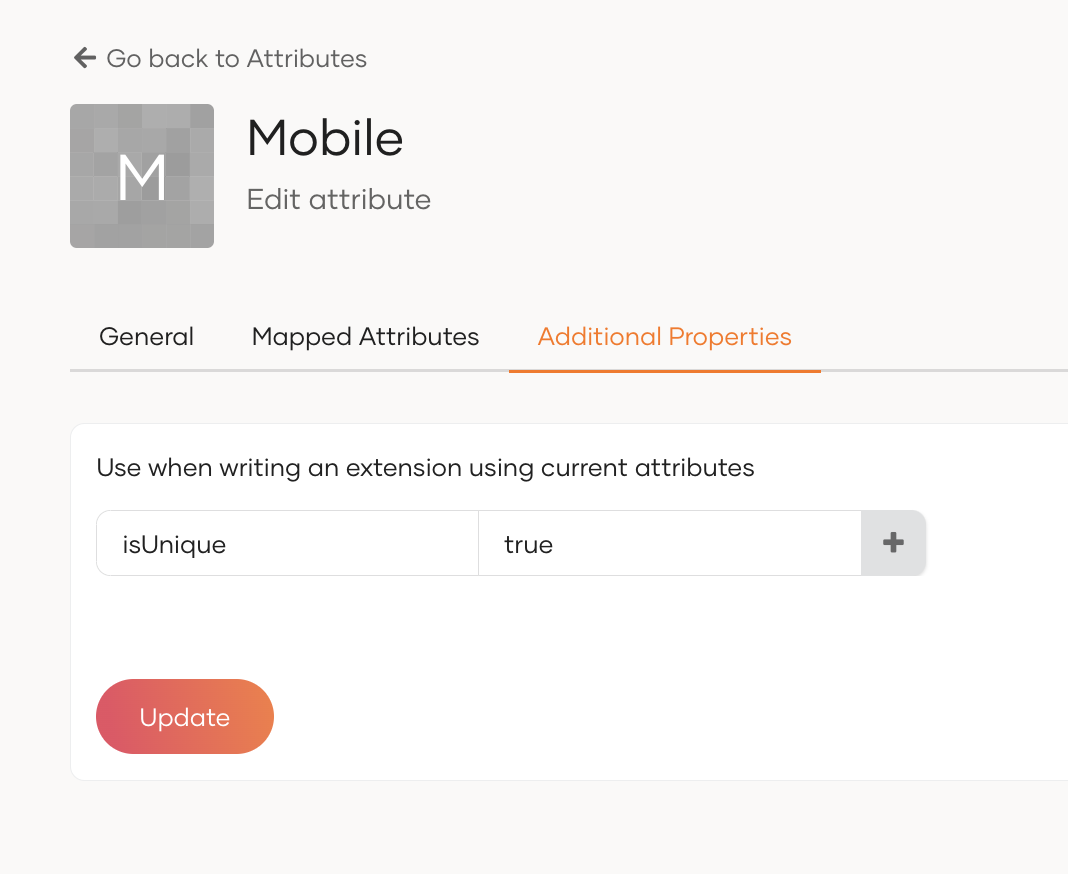 Go back to Attributes
M
Mobile
Edit attribute
General Mapped Attributes Additional Properties
Use when writing an extension using current attributes
isUnique true
Update